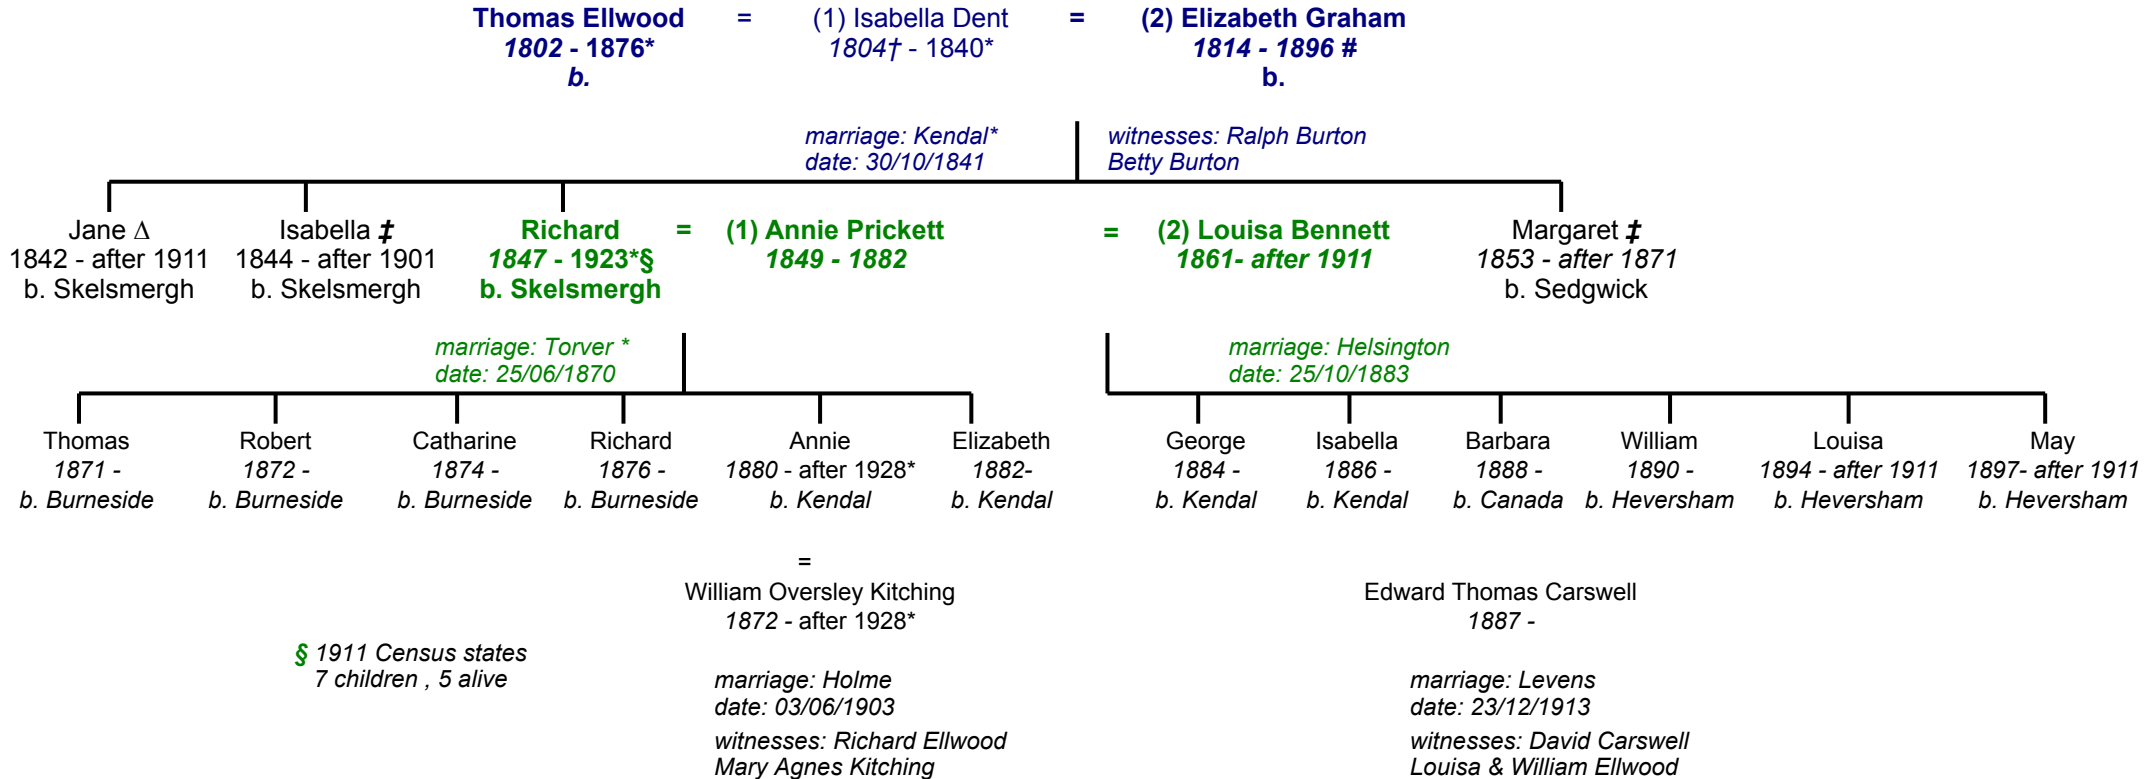 Thomas Ellwood = (1) Isabella Dent = (2) Elizabeth Graham
1802 - 1876* 1804† - 1840* 1814 - 1896 #
b. b.
marriage: Kendal* witnesses: Ralph Burton
date: 30/10/1841 Betty Burton
Jane Δ Isabella ‡ Richard = (1) Annie Prickett = (2) Louisa Bennett Margaret ‡
1842 - after 1911 1844 - after 1901 1847 - 1923*§ 1849 - 1882 1861- after 1911 1853 - after 1871
b. Skelsmergh b. Skelsmergh b. Skelsmergh b. Sedgwick
marriage: Torver * marriage: Helsington
date: 25/06/1870 date: 25/10/1883
Thomas Robert Catharine Richard Annie Elizabeth George Isabella Barbara William Louisa May
1871 - 1872 - 1874 - 1876 - 1880 - after 1928* 1882- 1884 - 1886 - 1888 - 1890 - 1894 - after 1911 1897- after 1911
b. Burneside b. Burneside b. Burneside b. Burneside b. Kendal b. Kendal b. Kendal b. Kendal b. Canada b. Heversham b. Heversham b. Heversham
=
William Oversley Kitching Edward Thomas Carswell
1872 - after 1928* 1887 -
§ 1911 Census states
7 children , 5 alive
marriage: Holme marriage: Levens
date: 03/06/1903 date: 23/12/1913
witnesses: Richard Ellwood witnesses: David Carswell
Mary Agnes Kitching Louisa & William Ellwood